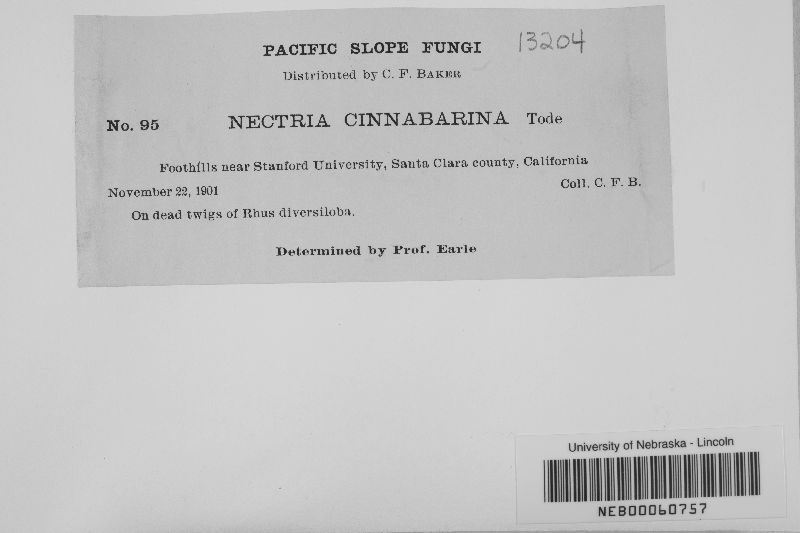 PACIFIC SLOPE FUNGI 13204
Distributed by C. F. BAKER
No. 95 NECTRIA CINNABARINA Tode
Foothills near Stanford University, Santa Clara county, California
November 22, 1901 Coll. C. F. B.
On dead twigs of Rhus diversiloba.
Determined by Prof. Earle
University of Nebraska - Lincoln
NEB00060757